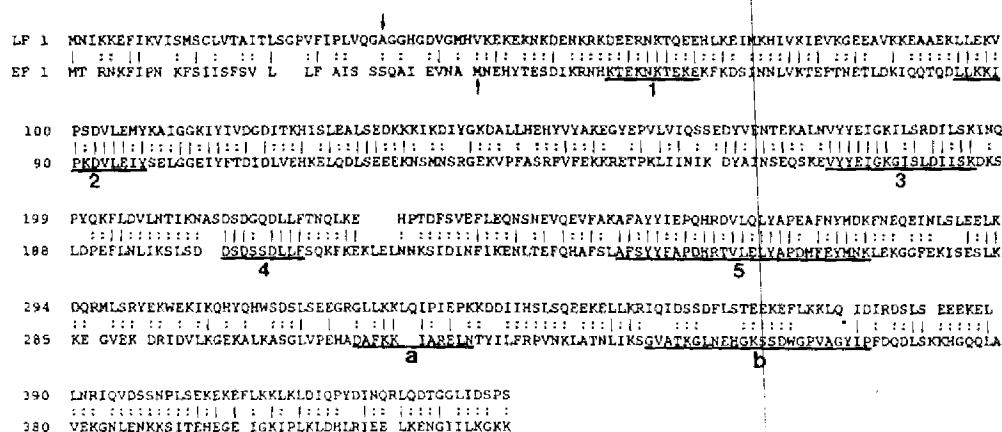 LF 1 MNIKKEFIKVISMSCLVTAITLSGPVFIPLVQGAGGHGDVGMHVKEKEKNKDENKRKDEERNKTQEEHLKEIMKHIVKIEVKGEEAVKKEAAEKLLEKV
EF 1 MT RNKFIPN KFSIISFSV L LF AIS SSQAI EVNA MNEHYTESDIKRNHKTEKNKTEKEKFKDSINNLVKTEFTNETLDKIQQTQDLLKKI
1
100 PSDVLEMYKAIGGKIYIVDGDITKHISLEALSEDKKKIKDIYGKDALLHEHYVYAKEGYEPVLVIQSSEDYVENTEKALNVYYEIGKILSRDILSKINQ
90 PKDVLEIYSELGGEIYFTDIDLVEHKELQDLSEEEKNSMNSRGEKVPFASRFVFEKKRETPKLIINIK DYAINSEQSKEVYYEIGKGISLDIISKDKS
2 3
199 PYQKFLDVLNTIKNASDSDGQDLLFTNQLKE HPTDFSVEFLEQNSNEVQEVFAKAFAYYIEPQHRDVLQLYAPEAFNYMDKFNEQEINLSLEELK
188 LDPEFLNLIKSLSD DSDSSDLLFSQKFKEKLELNNKSIDINFIKENLTEFQHAFSLAFSYYFAPDHRTVLELYAPDMFEYMNKLEKGGFEKISESLK
4 5
294 DQRMLSRYEKWEKIKQHYQHWSDSLSEEGRGLLKKLQIPIEPKKDDIIHSLSQEEKELLKRIQIDSSDFLSTEEKEFLKKLQ IDIRDSLS EEEKEL
285 KE GVEK DRIDVLKGEKALKASGLVPEHADAFKK IARELNTYILFRPVNKLATNLIKSGVATKGLNEHGKSSDWGPVAGYIPFDQDLSKKHGQQLA
a b
390 LNRIQVDSSNPLSEKEKEFLKKLKLDIQPYDINQRLQDTGGLIDSPS
380 VEKGNLENKKSITEHEGE IGKIPLKLDHLRIEE LKENGIILKGKK